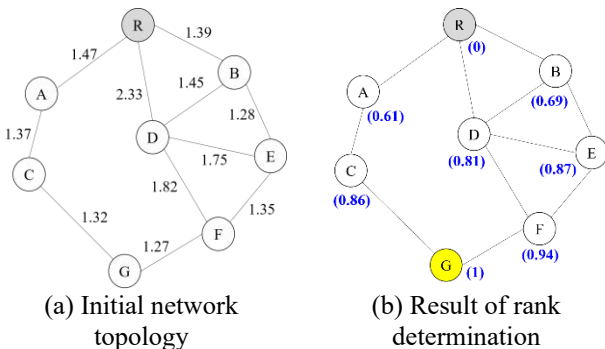 R
1.47
1.39
A
B
2.33
1.45
1.28
1.37
D
E
1.75
C
1.82
1.32
1.35
1.27
F
G
(a) Initial network
topology
R
(0)
A
(0.61)
B
(0.69)
D
(0.81)
E
(0.87)
C
(0.86)
F
(0.94)
G
(1)
(b) Result of rank
determination